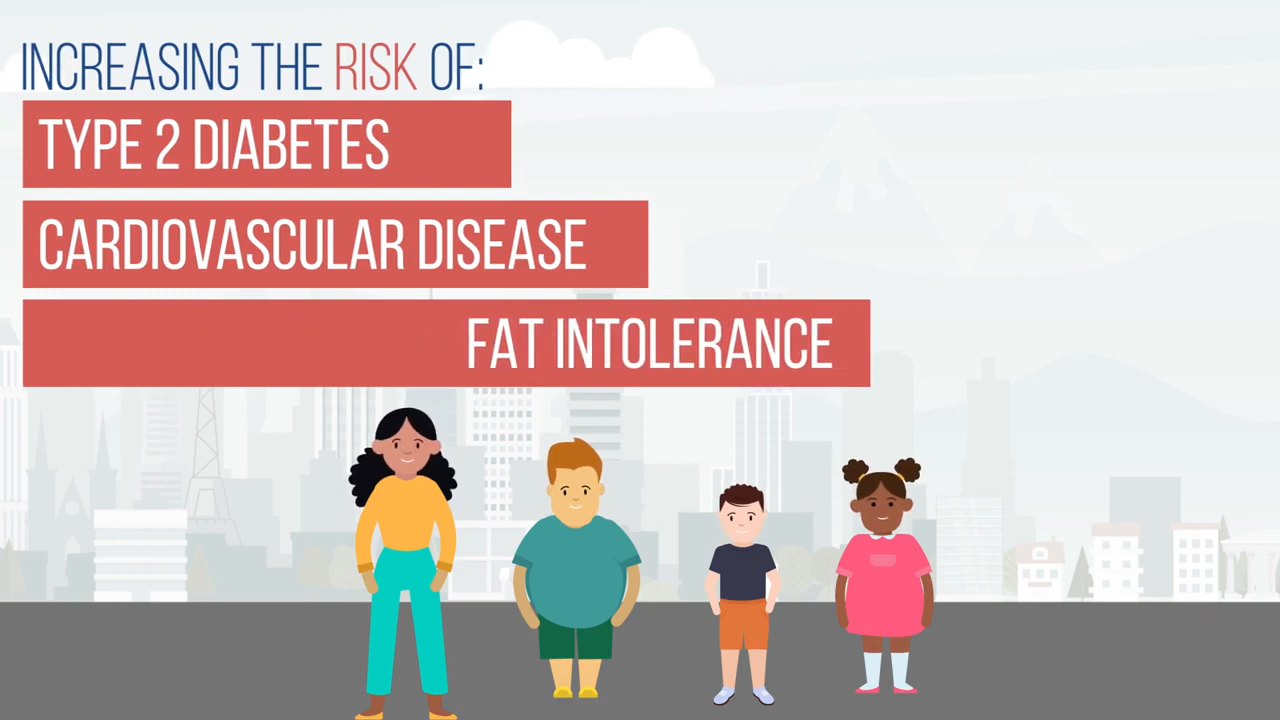 INCREASING THE RISK OF:
TYPE 2 DIABETES
CARDIOVASCULAR DISEASE
FAT INTOLERANCE